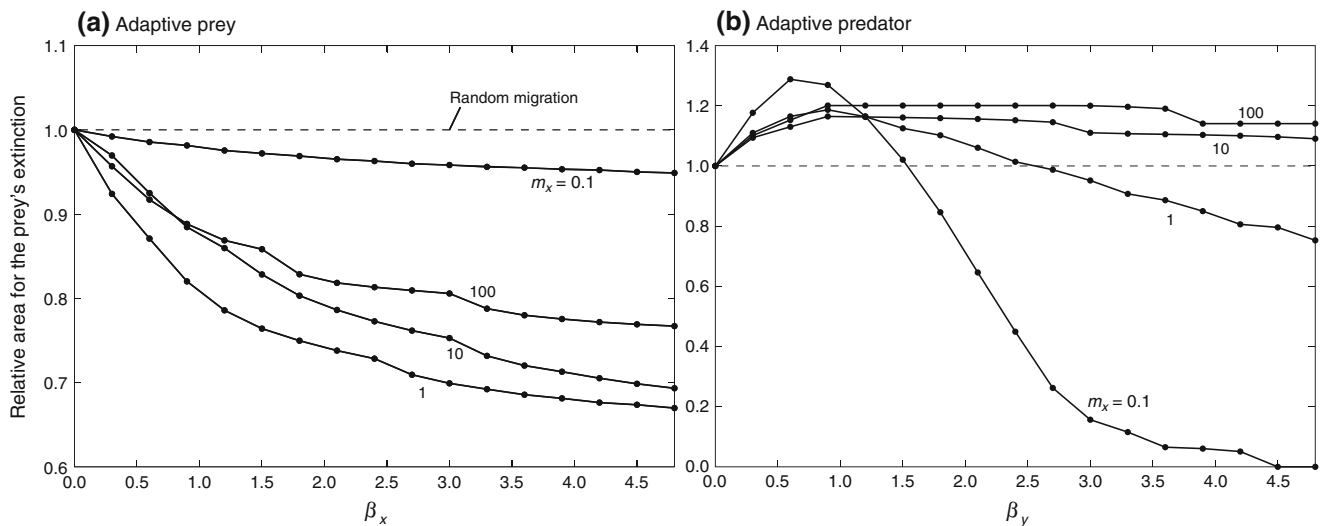 (a) Adaptive prey
Relative area for the prey's extinction
1.1
1.0
0.9
0.8
0.7
0.6
Random migration
mx = 0.1
100
10
1
0.0 0.5 1.0 1.5 2.0 2.5 3.0 3.5 4.0 4.5
βx
(b) Adaptive predator
1.4
1.2
1.0
0.8
0.6
0.4
0.2
0.0
100
10
1
mx = 0.1
0.0 0.5 1.0 1.5 2.0 2.5 3.0 3.5 4.0 4.5
βy